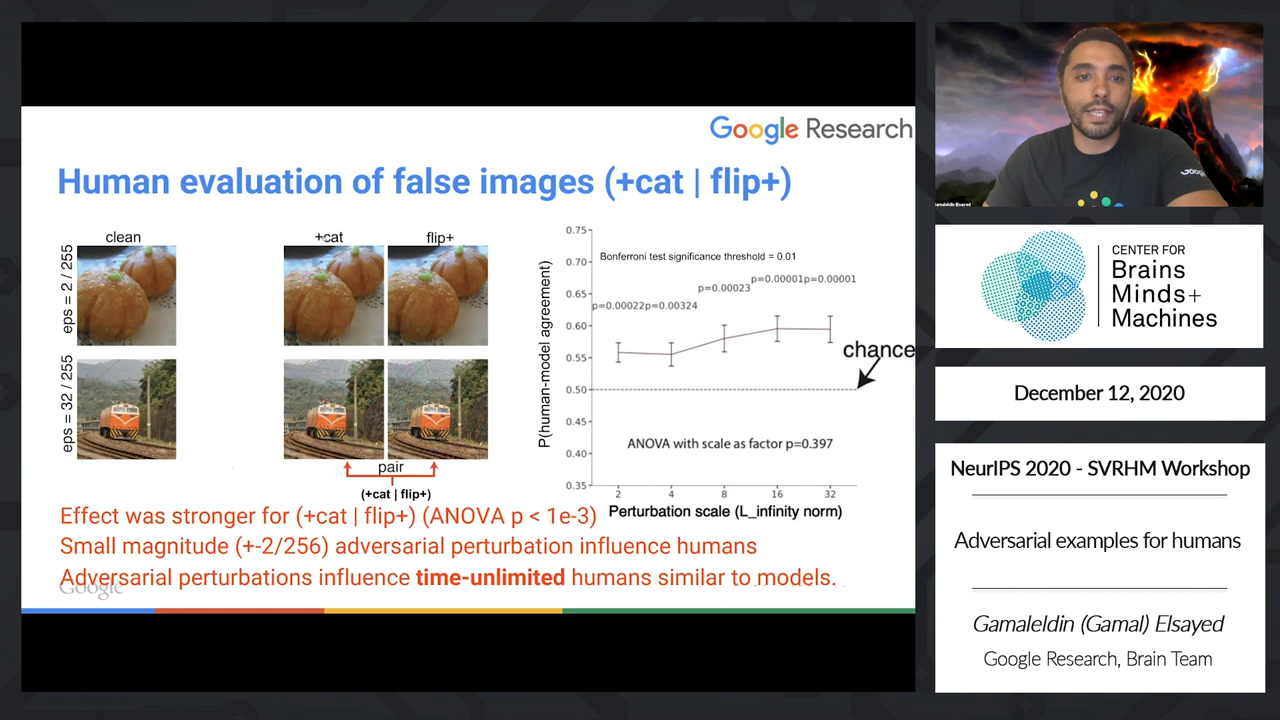 Google Research
Human evaluation of false images (+cat | flip+)
clean
+cat
flip+
eps = 2 / 255
eps = 32 / 255
pair
(+cat | flip+)
P(human-model agreement)
0.75
0.70
0.65
0.60
0.55
0.50
0.45
0.40
0.35
Bonferroni test significance threshold = 0.01
p=0.00022
p=0.00324
p=0.00023
p=0.00001
p=0.00001
chance
ANOVA with scale as factor p=0.397
2
4
8
16
32
Perturbation scale (L_infinity norm)
Effect was stronger for (+cat | flip+) (ANOVA p < 1e-3)
Small magnitude (+-2/256) adversarial perturbation influence humans
Adversarial perturbations influence time-unlimited humans similar to models.
Google
Gamaleldin Elsayed
CENTER FOR
Brains
Minds+
Machines
December 12, 2020
NeurIPS 2020 - SVRHM Workshop
Adversarial examples for humans
Gamaleldin (Gamal) Elsayed
Google Research, Brain Team